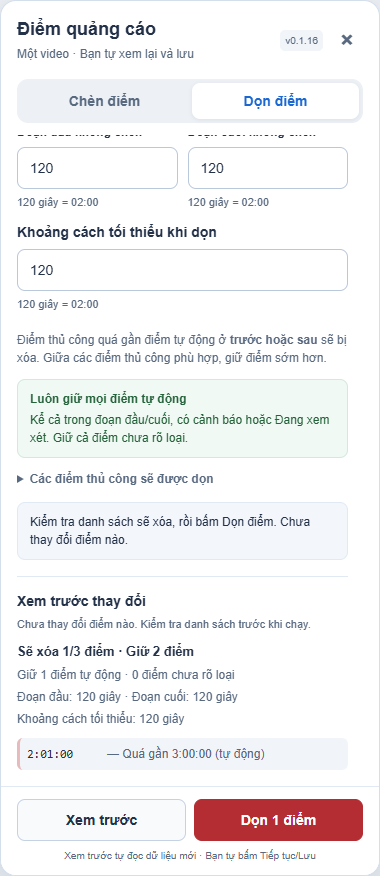 Điểm quảng cáo
Một video · Bạn tự xem lại và lưu
v0.1.16
×
Chèn điểm
Dọn điểm
120
120
120 giây = 02:00
120 giây = 02:00
Khoảng cách tối thiểu khi dọn
120
120 giây = 02:00
Điểm thủ công quá gần điểm tự động ở trước hoặc sau sẽ bị
xóa. Giữa các điểm thủ công phù hợp, giữ điểm sớm hơn.
Luôn giữ mọi điểm tự động
Kể cả trong đoạn đầu/cuối, có cảnh báo hoặc Đang xem
xét. Giữ cả điểm chưa rõ loại.
▶ Các điểm thủ công sẽ được dọn
Kiểm tra danh sách sẽ xóa, rồi bấm Dọn điểm. Chưa
thay đổi điểm nào.
Xem trước thay đổi
Chưa thay đổi điểm nào. Kiểm tra danh sách trước khi chạy.
Sẽ xóa 1/3 điểm · Giữ 2 điểm
Giữ 1 điểm tự động · 0 điểm chưa rõ loại
Đoạn đầu: 120 giây · Đoạn cuối: 120 giây
Khoảng cách tối thiểu: 120 giây
2:01:00 — Quá gần 3:00:00 (tự động)
Xem trước
Dọn 1 điểm
Xem trước tự đọc dữ liệu mới · Bạn tự bấm Tiếp tục/Lưu